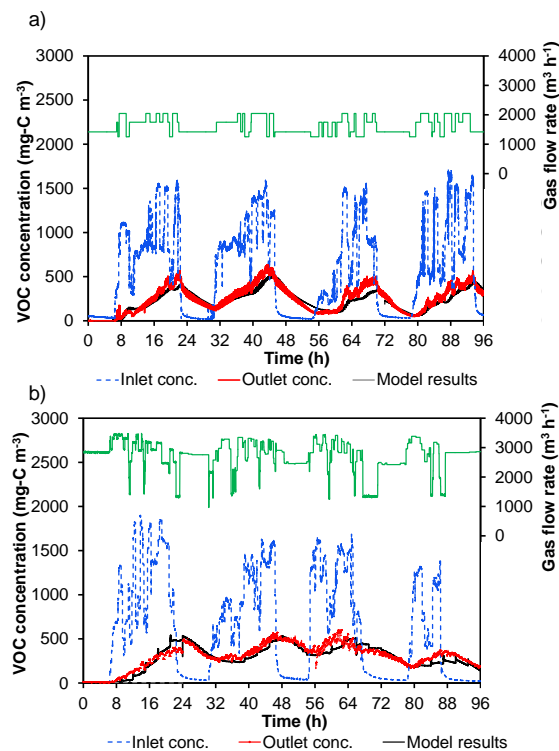 a)
3000
2500
2000
1500
1000
500
0
VOC concentration (mg-C m-3)
4000
3000
2000
1000
0
Gas flow rate (m3 h-1)
0 8 16 24 32 40 48 56 64 72 80 88 96
Time (h)
Inlet conc. Outlet conc. Model results
b)
3000
2500
2000
1500
1000
500
0
VOC concentration (mg-C m-3)
4000
3000
2000
1000
0
Gas flow rate (m3 h-1)
0 8 16 24 32 40 48 56 64 72 80 88 96
Time (h)
Inlet conc. Outlet conc. Model results